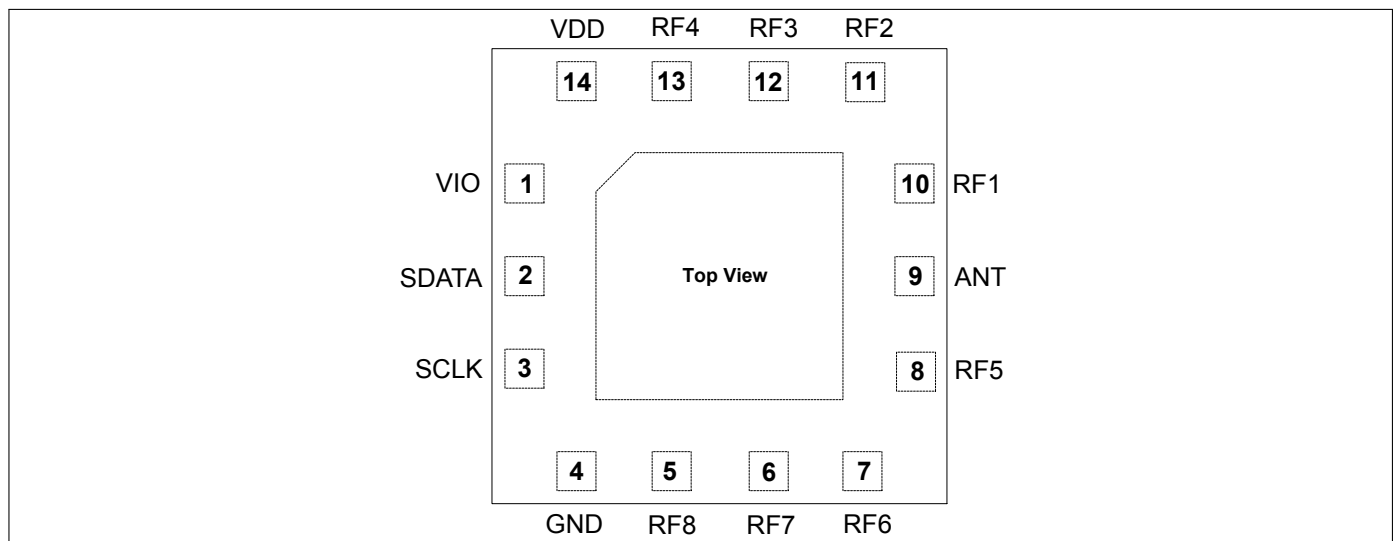 VDD RF4 RF3 RF2
14 13 12 11
VIO 1 10 RF1
SDATA 2 Top View 9 ANT
SCLK 3 8 RF5
4 5 6 7
GND RF8 RF7 RF6